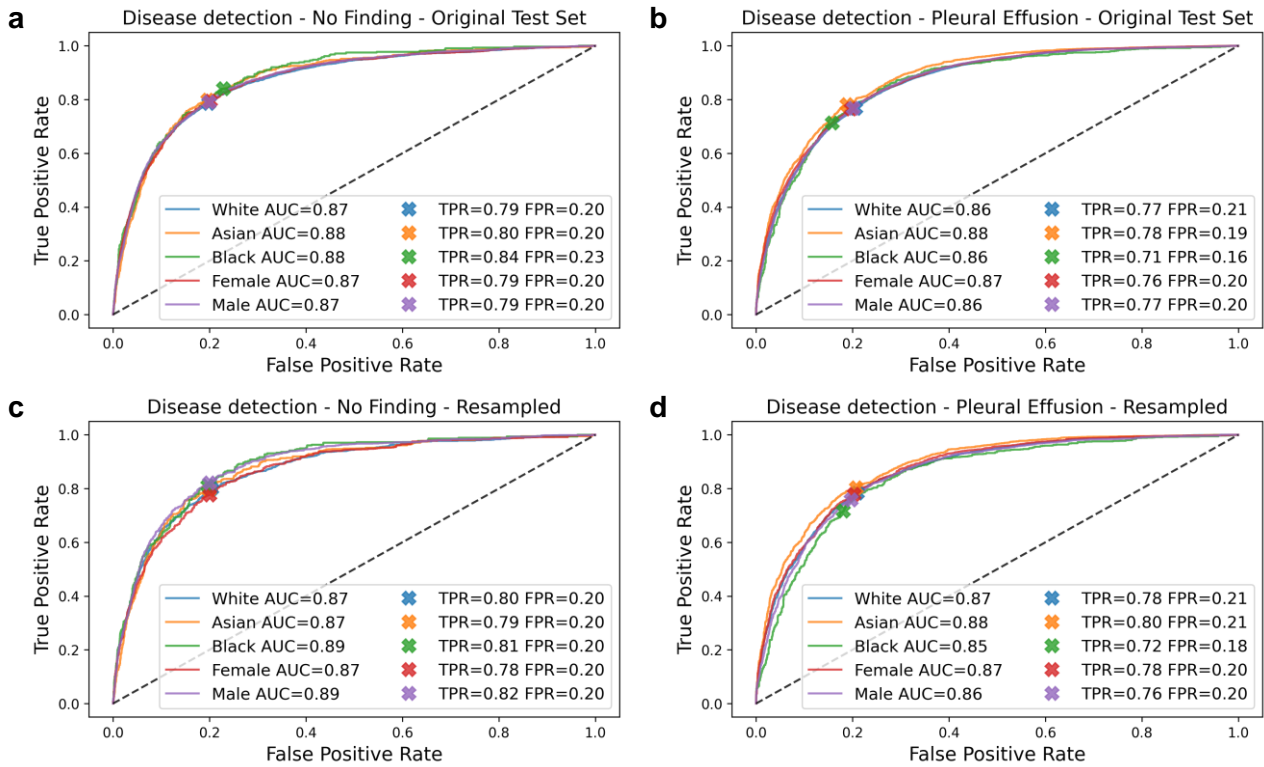 a
Disease detection - No Finding - Original Test Set
True Positive Rate
1.0
0.8
0.6
0.4
0.2
0.0
White AUC=0.87 TPR=0.79 FPR=0.20
Asian AUC=0.88 TPR=0.80 FPR=0.20
Black AUC=0.88 TPR=0.84 FPR=0.23
Female AUC=0.87 TPR=0.79 FPR=0.20
Male AUC=0.87 TPR=0.79 FPR=0.20
0.0 0.2 0.4 0.6 0.8 1.0
False Positive Rate
b
Disease detection - Pleural Effusion - Original Test Set
True Positive Rate
1.0
0.8
0.6
0.4
0.2
0.0
White AUC=0.86 TPR=0.77 FPR=0.21
Asian AUC=0.88 TPR=0.78 FPR=0.19
Black AUC=0.86 TPR=0.71 FPR=0.16
Female AUC=0.87 TPR=0.76 FPR=0.20
Male AUC=0.86 TPR=0.77 FPR=0.20
0.0 0.2 0.4 0.6 0.8 1.0
False Positive Rate
c
Disease detection - No Finding - Resampled
True Positive Rate
1.0
0.8
0.6
0.4
0.2
0.0
White AUC=0.87 TPR=0.80 FPR=0.20
Asian AUC=0.87 TPR=0.79 FPR=0.20
Black AUC=0.89 TPR=0.81 FPR=0.20
Female AUC=0.87 TPR=0.78 FPR=0.20
Male AUC=0.89 TPR=0.82 FPR=0.20
0.0 0.2 0.4 0.6 0.8 1.0
False Positive Rate
d
Disease detection - Pleural Effusion - Resampled
True Positive Rate
1.0
0.8
0.6
0.4
0.2
0.0
White AUC=0.87 TPR=0.78 FPR=0.21
Asian AUC=0.88 TPR=0.80 FPR=0.21
Black AUC=0.85 TPR=0.72 FPR=0.18
Female AUC=0.87 TPR=0.78 FPR=0.20
Male AUC=0.86 TPR=0.76 FPR=0.20
0.0 0.2 0.4 0.6 0.8 1.0
False Positive Rate